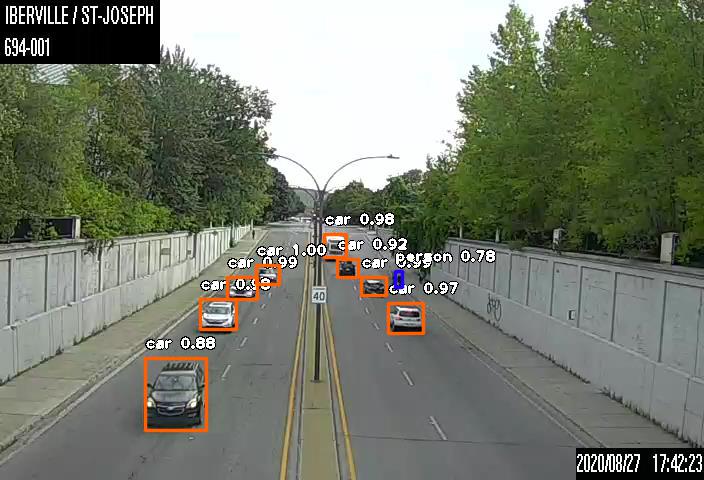 IBERVILLE / ST-JOSEPH
694-001
car 0.98
car 0.92
car 1.00
person 0.78
car 0.99
car 0.97
car 0.88
40
2020/08/27 17:42:23